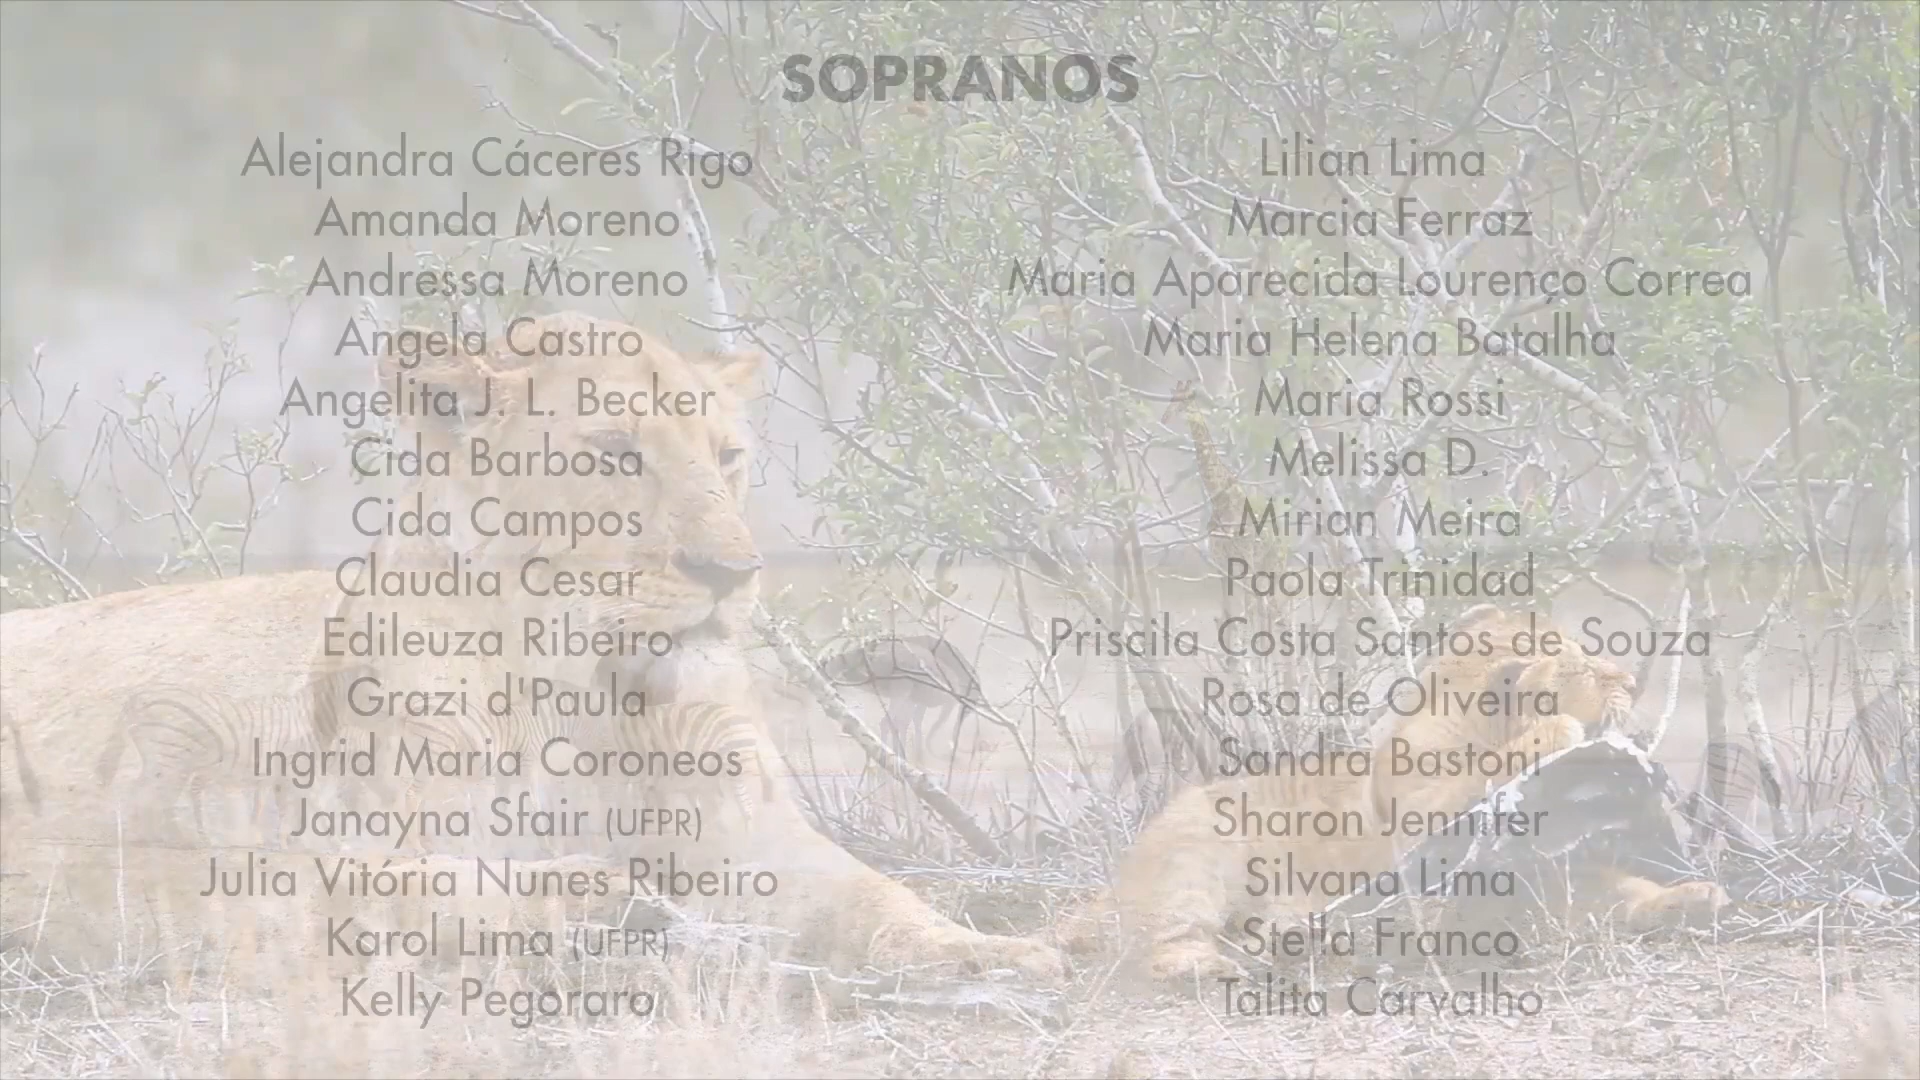 SOPRANOS
Alejandra Cáceres Rigo
Amanda Moreno
Andressa Moreno
Angela Castro
Angelita J. L. Becker
Cida Barbosa
Cida Campos
Claudia Cesar
Edileuza Ribeiro
Grazi d'Paula
Ingrid Maria Coroneos
Janayna Sfair (UFPR)
Julia Vitória Nunes Ribeiro
Karol Lima (UFPR)
Kelly Pegoraro
Lilian Lima
Marcia Ferraz
Maria Aparecida Lourenço Correa
Maria Helena Batalha
Maria Rossi
Melissa D.
Mirian Meira
Paola Trinidad
Priscila Costa Santos de Souza
Rosa de Oliveira
Sandra Bastoni
Sharon Jennifer
Silvana Lima
Stella Franco
Talita Carvalho